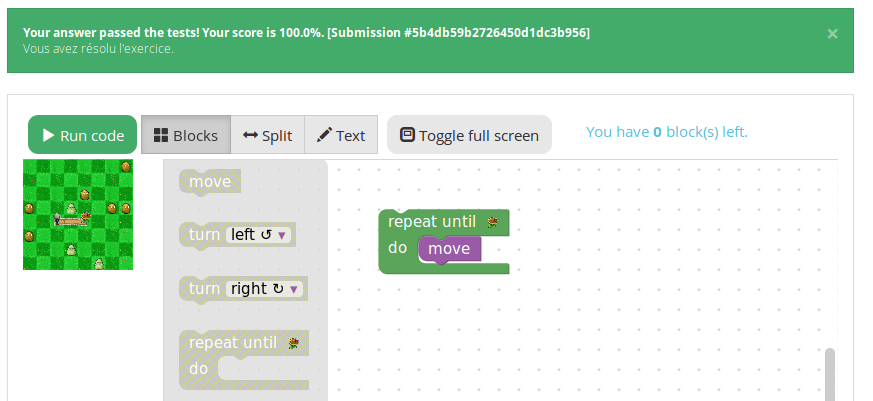 Your answer passed the tests! Your score is 100.0%. [Submission #5b4db59b2726450d1dc3b956]
Vous avez résolu l'exercice.
Run code
Blocks
Split
Text
Toggle full screen
You have 0 block(s) left.
move
turn left ↺ ▾
turn right ↻ ▾
repeat until
do
repeat until
do move